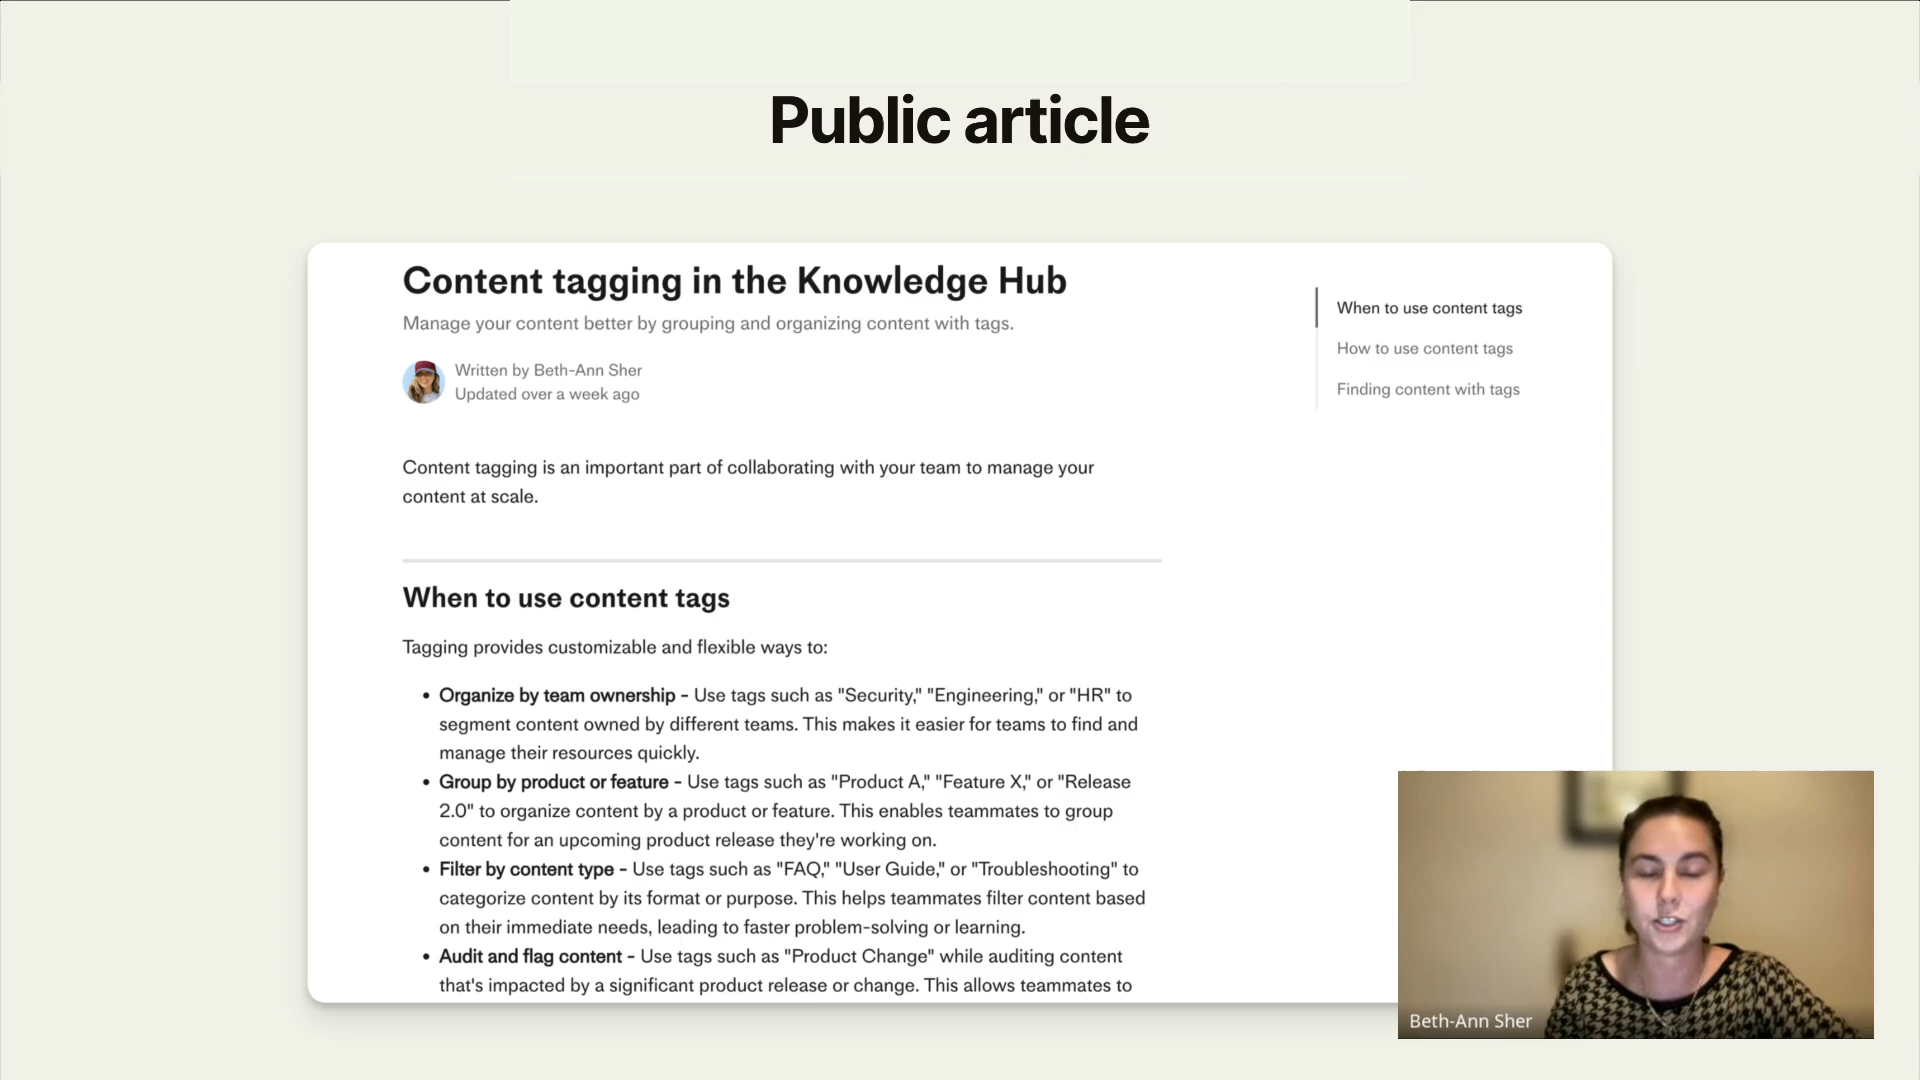 Public article
Content tagging in the Knowledge Hub
Manage your content better by grouping and organizing content with tags.
Written by Beth-Ann Sher
Updated over a week ago
Content tagging is an important part of collaborating with your team to manage your
content at scale.
When to use content tags
Tagging provides customizable and flexible ways to:
• Organize by team ownership - Use tags such as "Security," "Engineering," or "HR" to
segment content owned by different teams. This makes it easier for teams to find and
manage their resources quickly.
• Group by product or feature - Use tags such as "Product A," "Feature X," or "Release
2.0" to organize content by a product or feature. This enables teammates to group
content for an upcoming product release they're working on.
• Filter by content type - Use tags such as "FAQ," "User Guide," or "Troubleshooting" to
categorize content by its format or purpose. This helps teammates filter content based
on their immediate needs, leading to faster problem-solving or learning.
• Audit and flag content - Use tags such as "Product Change" while auditing content
that's impacted by a significant product release or change. This allows teammates to
When to use content tags
How to use content tags
Finding content with tags
Beth-Ann Sher